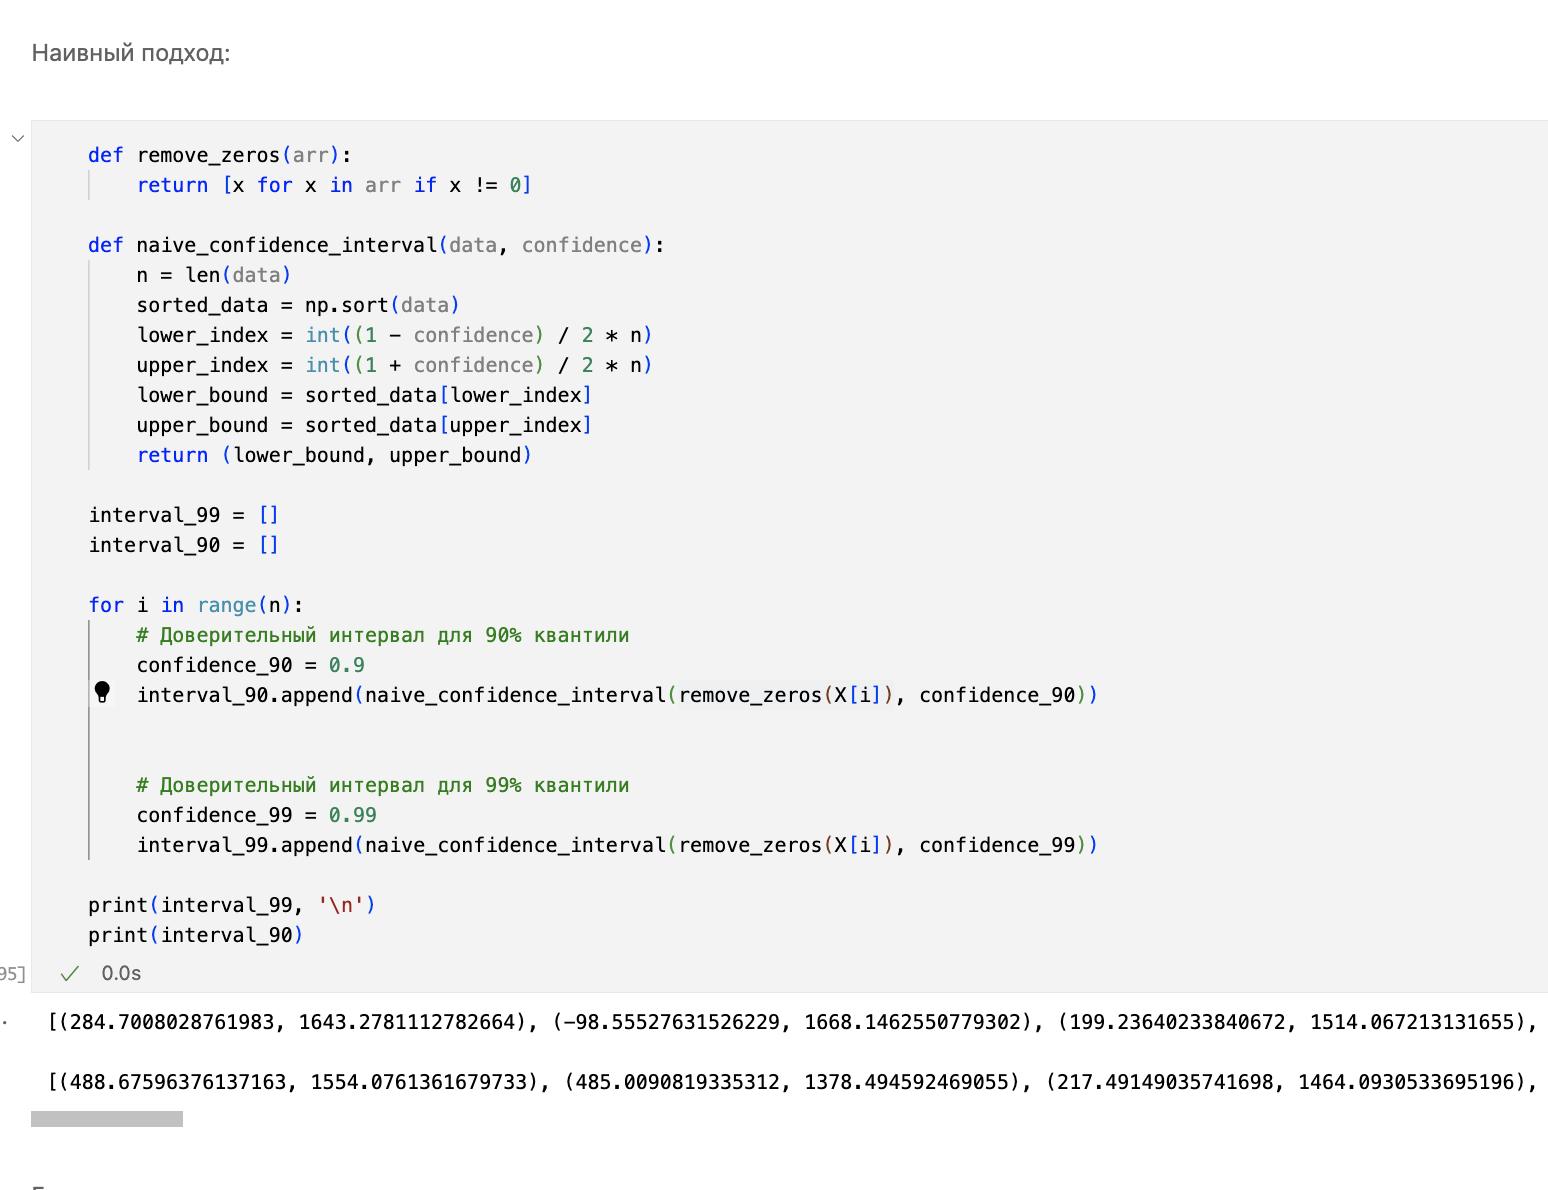 Наивный подход:
def remove_zeros(arr):
    return [x for x in arr if x != 0]
def naive_confidence_interval(data, confidence):
    n = len(data)
    sorted_data = np.sort(data)
    lower_index = int((1 - confidence) / 2 * n)
    upper_index = int((1 + confidence) / 2 * n)
    lower_bound = sorted_data[lower_index]
    upper_bound = sorted_data[upper_index]
    return (lower_bound, upper_bound)
interval_99 = []
interval_90 = []
for i in range(n):
    # Доверительный интервал для 90% квантили
    confidence_90 = 0.9
    interval_90.append(naive_confidence_interval(remove_zeros(X[i]), confidence_90))
    # Доверительный интервал для 99% квантили
    confidence_99 = 0.99
    interval_99.append(naive_confidence_interval(remove_zeros(X[i]), confidence_99))
print(interval_99, '\n')
print(interval_90)
95] 0.0s
[(284.7008028761983, 1643.2781112782664), (-98.55527631526229, 1668.1462550779302), (199.23640233840672, 1514.067213131655),
[(488.67596376137163, 1554.0761361679733), (485.0090819335312, 1378.494592469055), (217.49149035741698, 1464.0930533695196),